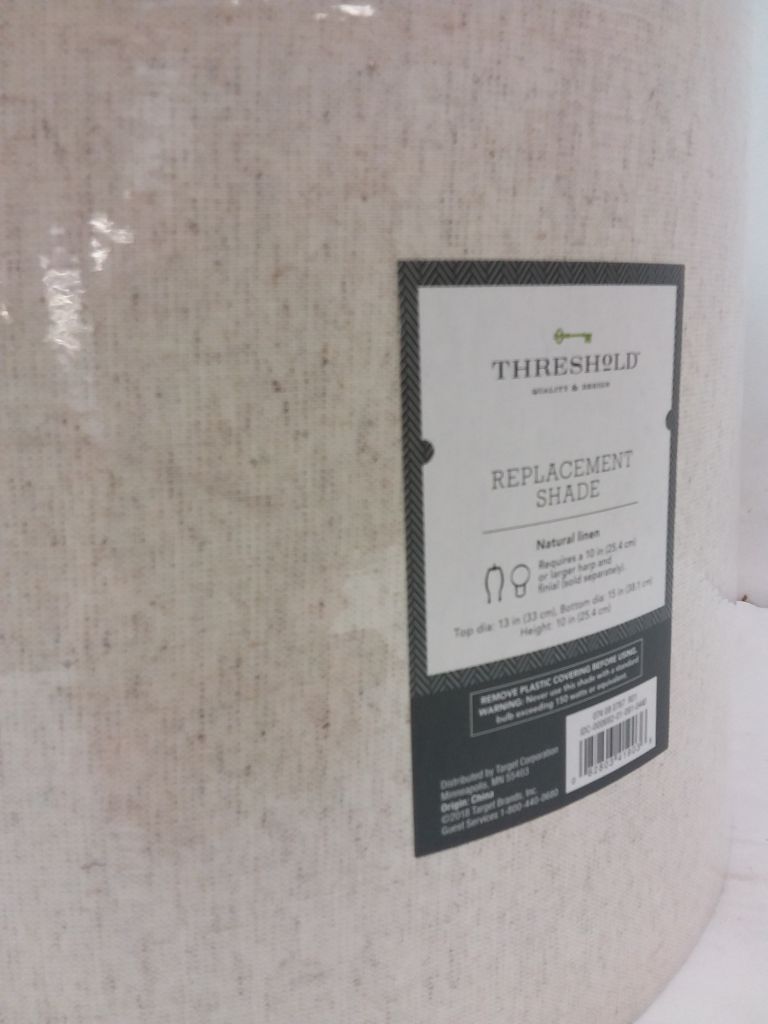 THRESHOLD
QUALITY & DESIGN
REPLACEMENT
SHADE
Natural linen
Requires a 10 in (25.4 cm)
or larger harp and
finial (sold separately).
Top dia: 13 in (33 cm), Bottom dia: 15 in (38.1 cm)
Height: 10 in (25.4 cm)
REMOVE PLASTIC COVERING BEFORE USING.
WARNING: Never use this shade with a standard
bulb exceeding 150 watts or equivalent.
Distributed by Target Corporation
Minneapolis, MN 55403
Origin: China
©2018 Target Brands, Inc.
Guest Services 1-800-440-0680